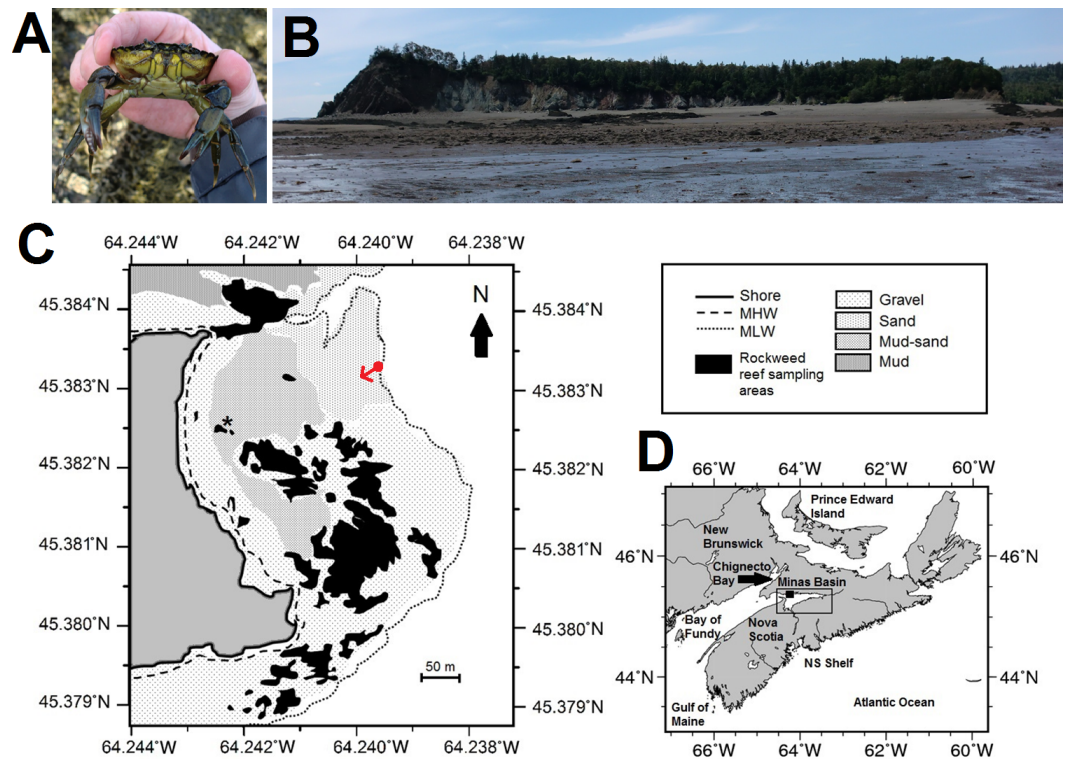 A
B
C
64.244°W 64.242°W 64.240°W 64.238°W
45.384°N
45.383°N
45.382°N
45.381°N
45.380°N
45.379°N
N
*
50 m
45.384°N
45.383°N
45.382°N
45.381°N
45.380°N
45.379°N
64.244°W 64.242°W 64.240°W 64.238°W
Shore
MHW
MLW
Rockweed
reef sampling
areas
Gravel
Sand
Mud-sand
Mud
D
66°W 64°W 62°W 60°W
Prince Edward
Island
New
Brunswick
Chignecto
Bay
Minas Basin
Bay of
Fundy
Nova
Scotia
NS Shelf
Atlantic Ocean
Gulf of
Maine
46°N
44°N
66°W 64°W 62°W 60°W